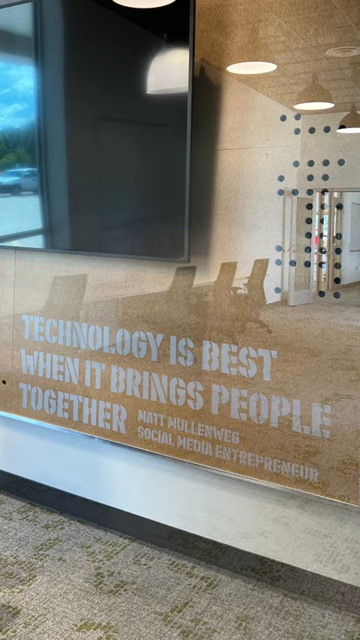 TECHNOLOGY IS BEST
WHEN IT BRINGS PEOPLE
TOGETHER
MATT MULLENWEG
SOCIAL MEDIA ENTREPRENEUR